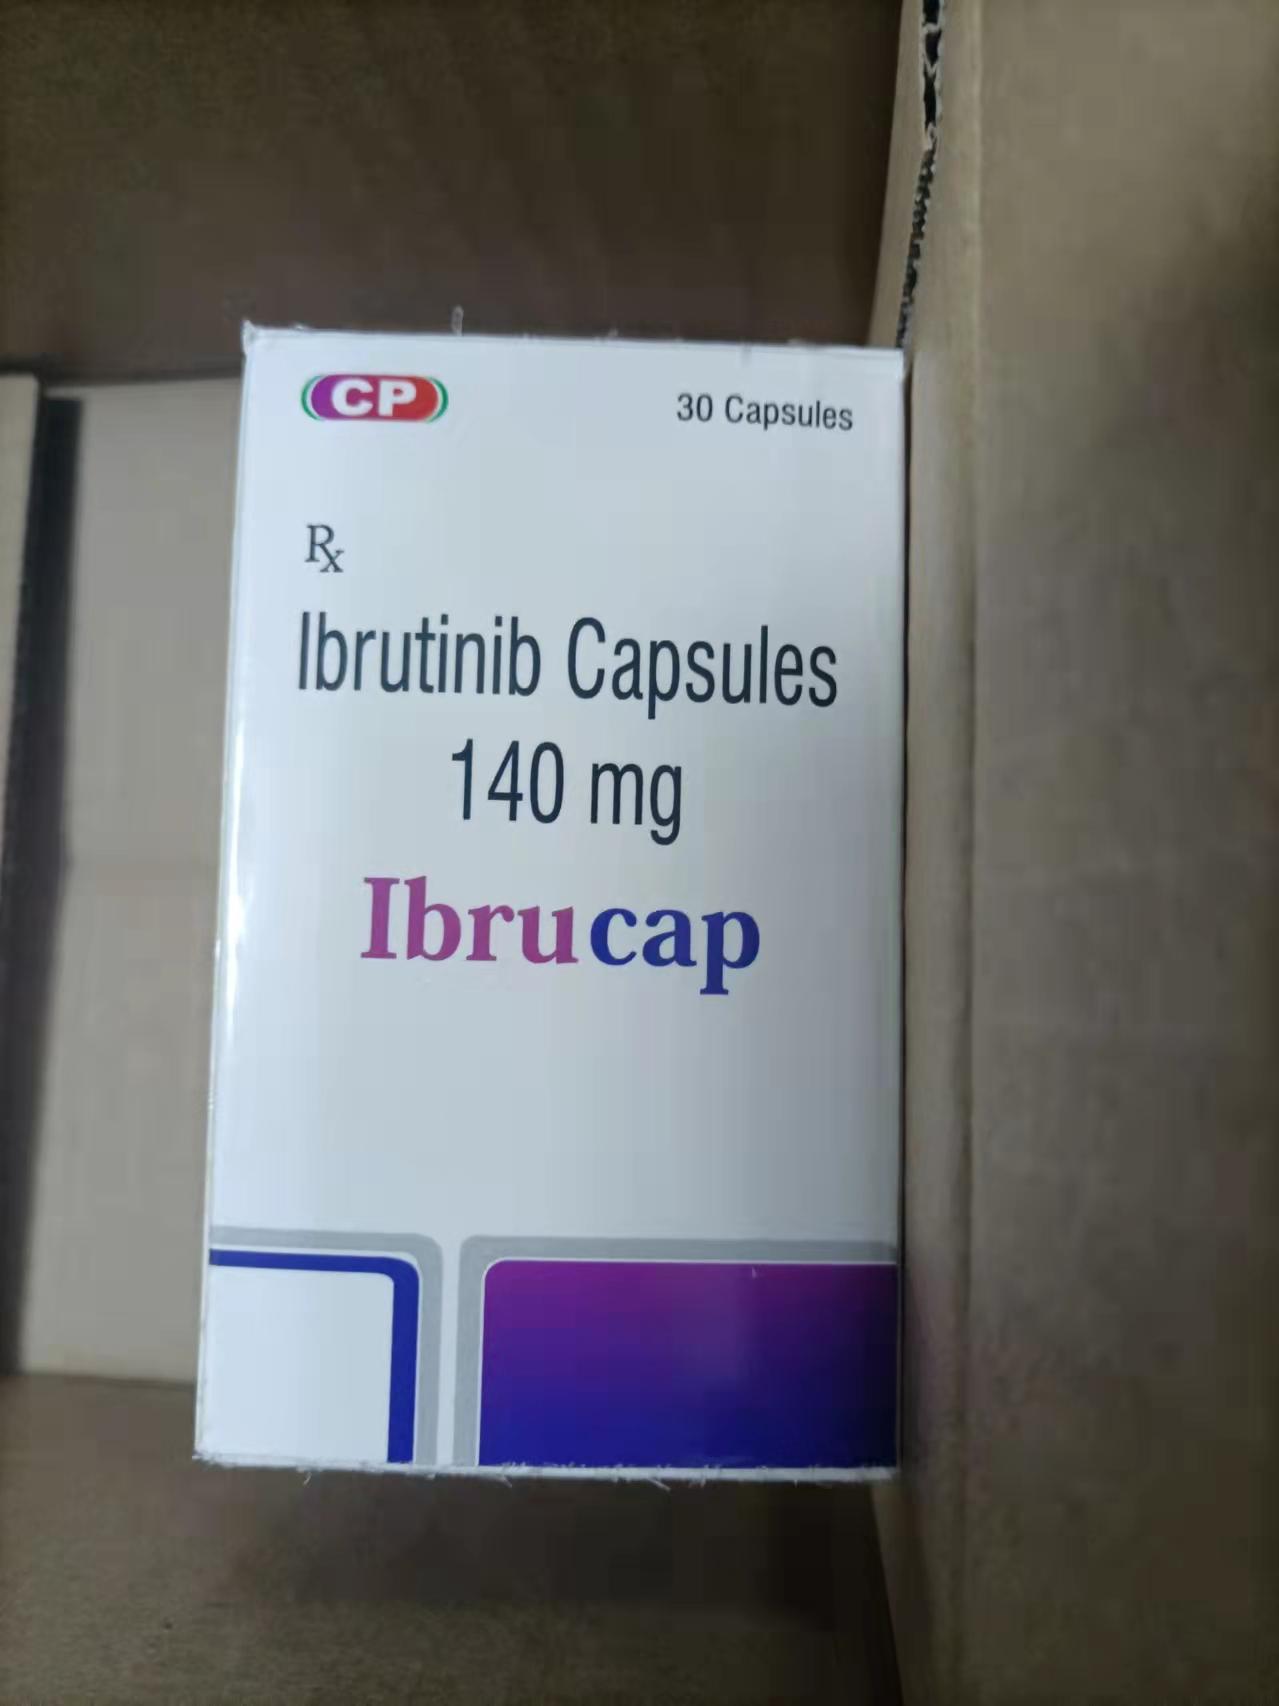 CP
30 Capsules
Rx
Ibrutinib Capsules
140 mg
Ibrucap